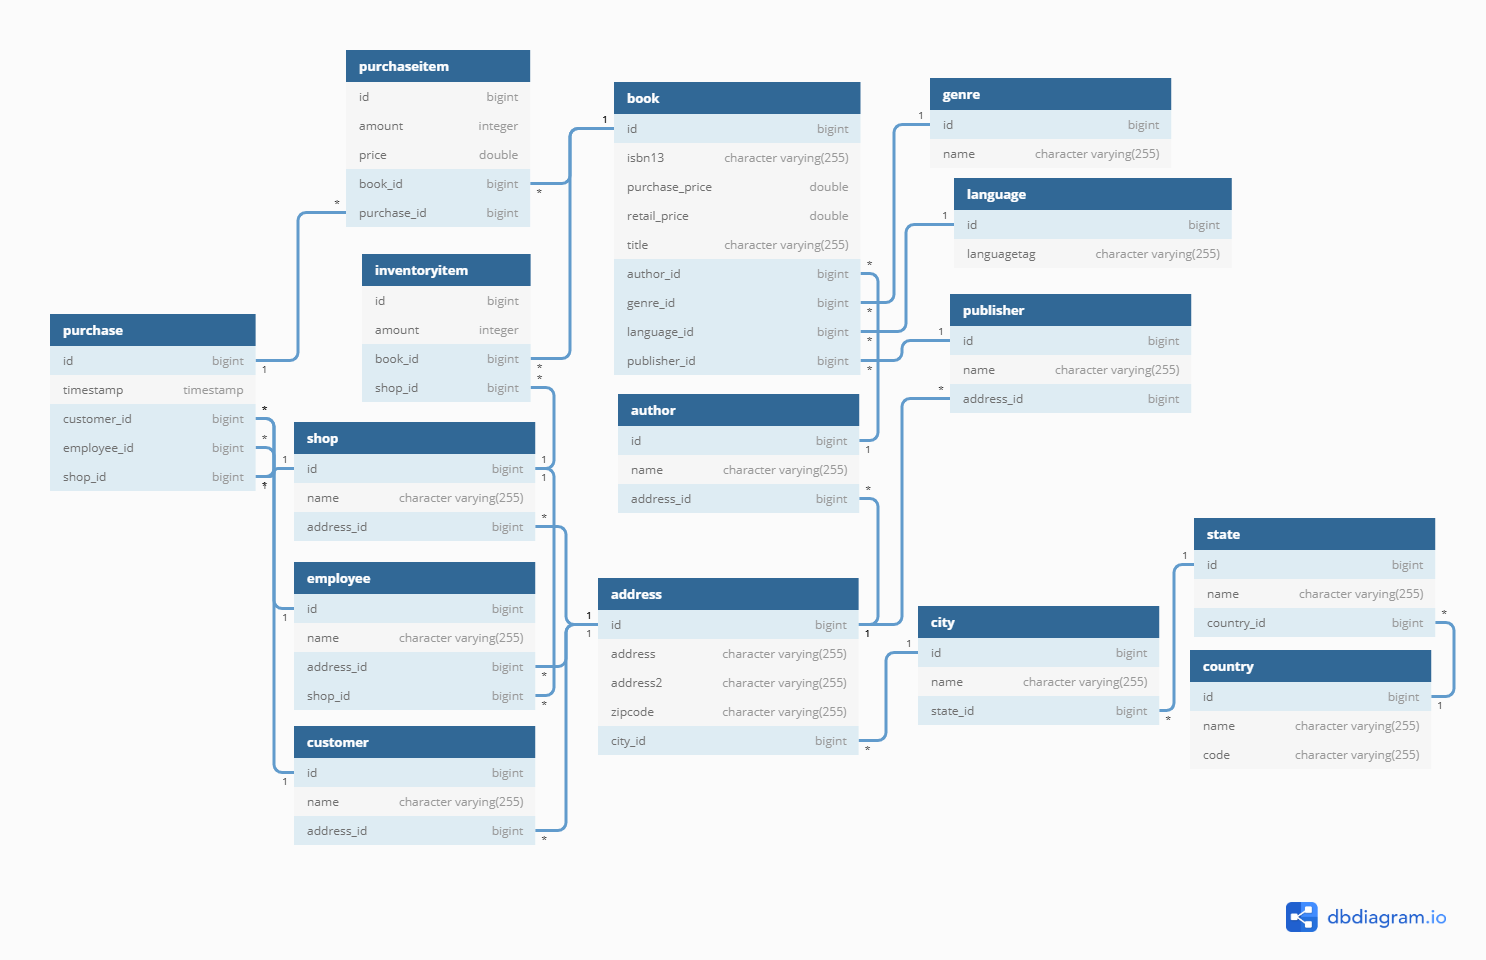 purchaseitem
id bigint
amount integer
price double
book_id bigint
purchase_id bigint
*
*
inventoryitem
id bigint
amount integer
book_id bigint
shop_id bigint
*
*
purchase
id bigint
timestamp timestamp
customer_id bigint
employee_id bigint
shop_id bigint
1
*
*
*
shop
id bigint
name character varying(255)
address_id bigint
1
1
1
*
employee
id bigint
name character varying(255)
address_id bigint
shop_id bigint
1
*
*
customer
id bigint
name character varying(255)
address_id bigint
1
*
book
id bigint
isbn13 character varying(255)
purchase_price double
retail_price double
title character varying(255)
author_id bigint
genre_id bigint
language_id bigint
publisher_id bigint
1
*
*
*
*
author
id bigint
name character varying(255)
address_id bigint
1
*
address
id bigint
address character varying(255)
address2 character varying(255)
zipcode character varying(255)
city_id bigint
1
1
1
*
genre
id bigint
name character varying(255)
1
language
id bigint
languagetag character varying(255)
1
publisher
id bigint
name character varying(255)
address_id bigint
1
*
city
id bigint
name character varying(255)
state_id bigint
1
*
state
id bigint
name character varying(255)
country_id bigint
1
*
country
id bigint
name character varying(255)
code character varying(255)
1
dbdiagram.io